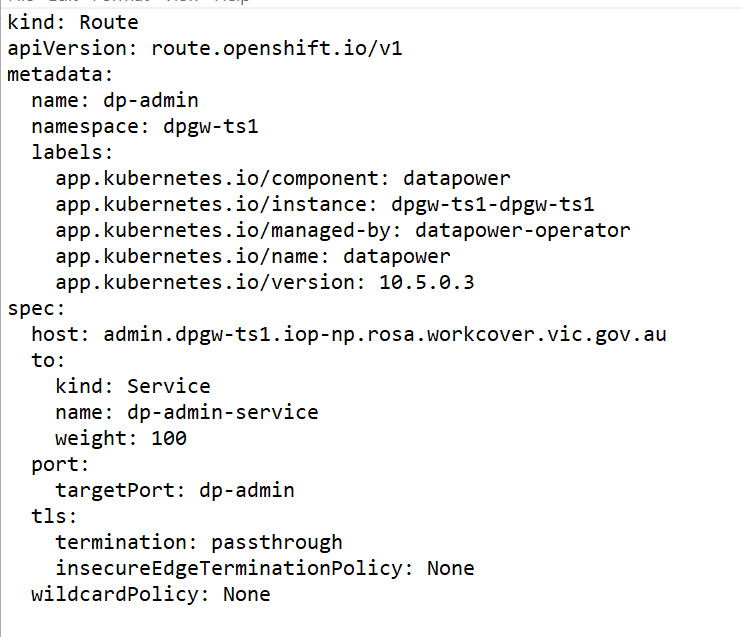 kind: Route
apiVersion: route.openshift.io/v1
metadata:
  name: dp-admin
  namespace: dpgw-ts1
  labels:
    app.kubernetes.io/component: datapower
    app.kubernetes.io/instance: dpgw-ts1-dpgw-ts1
    app.kubernetes.io/managed-by: datapower-operator
    app.kubernetes.io/name: datapower
    app.kubernetes.io/version: 10.5.0.3
spec:
  host: admin.dpgw-ts1.iop-np.rosa.workcover.vic.gov.au
  to:
    kind: Service
    name: dp-admin-service
    weight: 100
  port:
    targetPort: dp-admin
  tls:
    termination: passthrough
    insecureEdgeTerminationPolicy: None
  wildcardPolicy: None